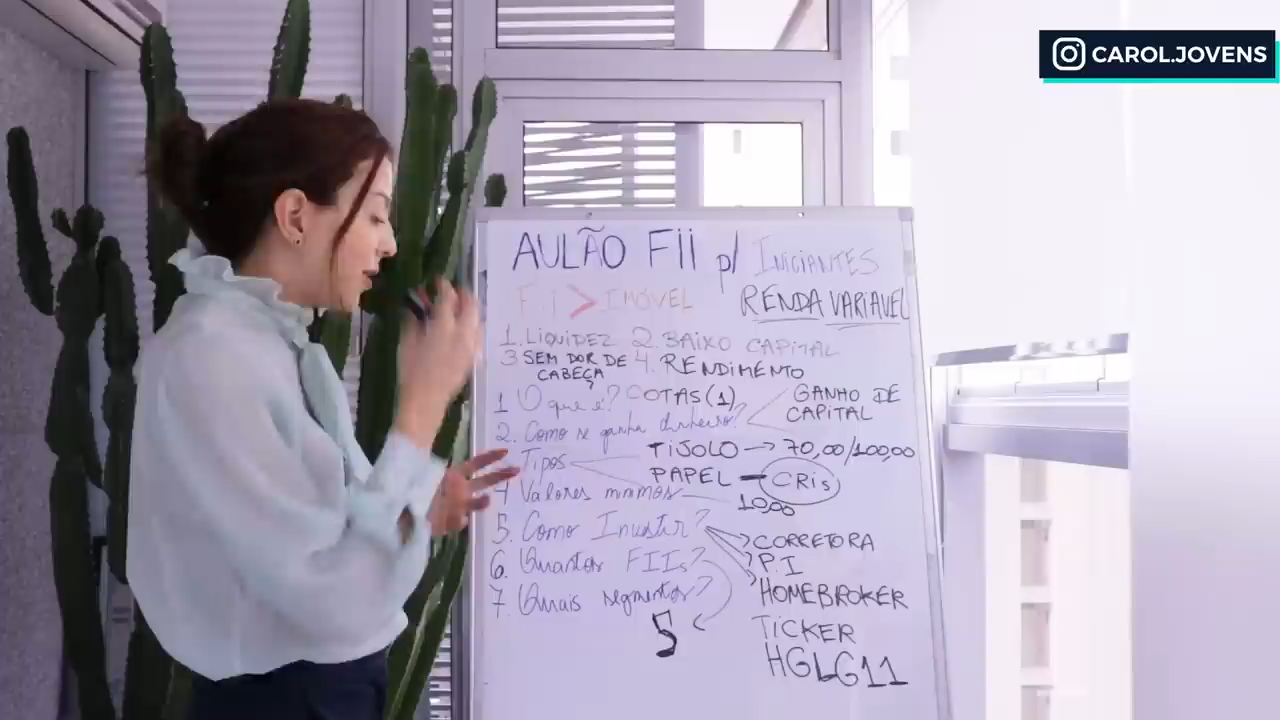 CAROL.JOVENS
AULÃO FII p/ INICIANTES
FII > IMÓVEL RENDA VARIAVEL
1. LIQUIDEZ 2. BAIXO CAPITAL
3 SEM DOR DE CABEÇA 4. RENDIMENTO
1 O que é? COTAS (1) GANHO DE CAPITAL
2. Como se ganha dinheiro?
Tipos TIJOLO → 70,00/100,00
PAPEL - CRIs
4 Valores mínimos 10,00
5. Como Investir? CORRETORA
P.I
HOMEBROKER
6. Quantos FIIs?
7. Quais segmentos?
5
TICKER
HGLG11